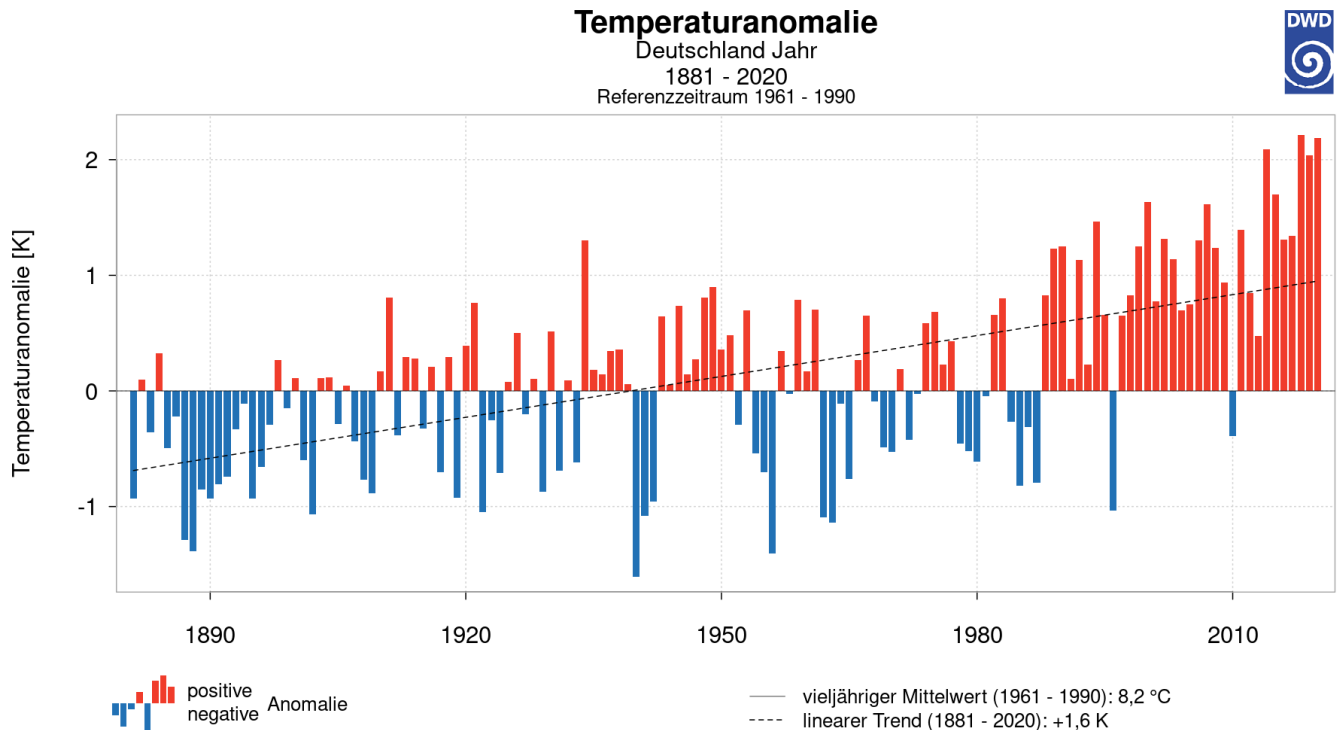 Temperaturanomalie
Deutschland Jahr
1881 - 2020
Referenzzeitraum 1961 - 1990
DWD
Temperaturanomalie [K]
2
1
0
-1
1890 1920 1950 1980 2010
positive
negative
Anomalie
vieljähriger Mittelwert (1961 - 1990): 8,2 °C
linearer Trend (1881 - 2020): +1,6 K